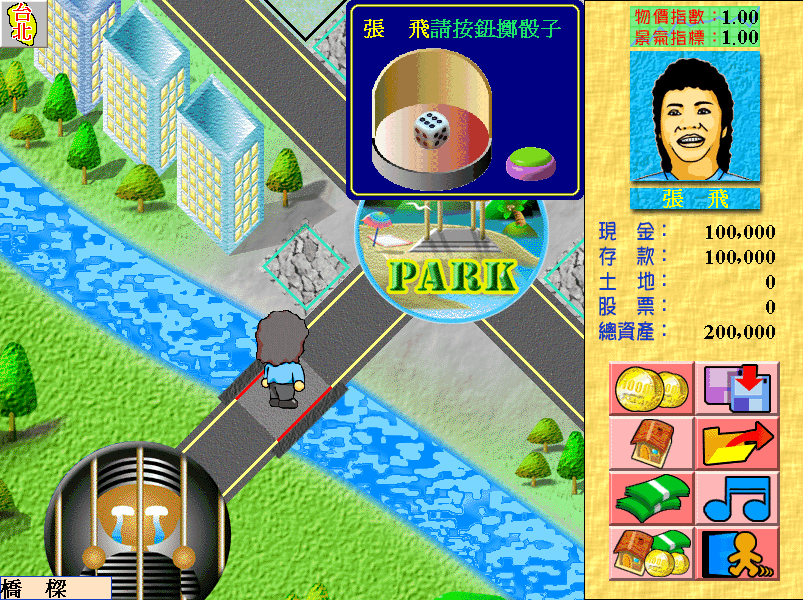 台北
張 飛請按鈕擲骰子
PARK
橋 樑
物價指數:1.00
景氣指標:1.00
張 飛
現 金: 100,000
存 款: 100,000
土 地: 0
股 票: 0
總資產: 200,000
1000